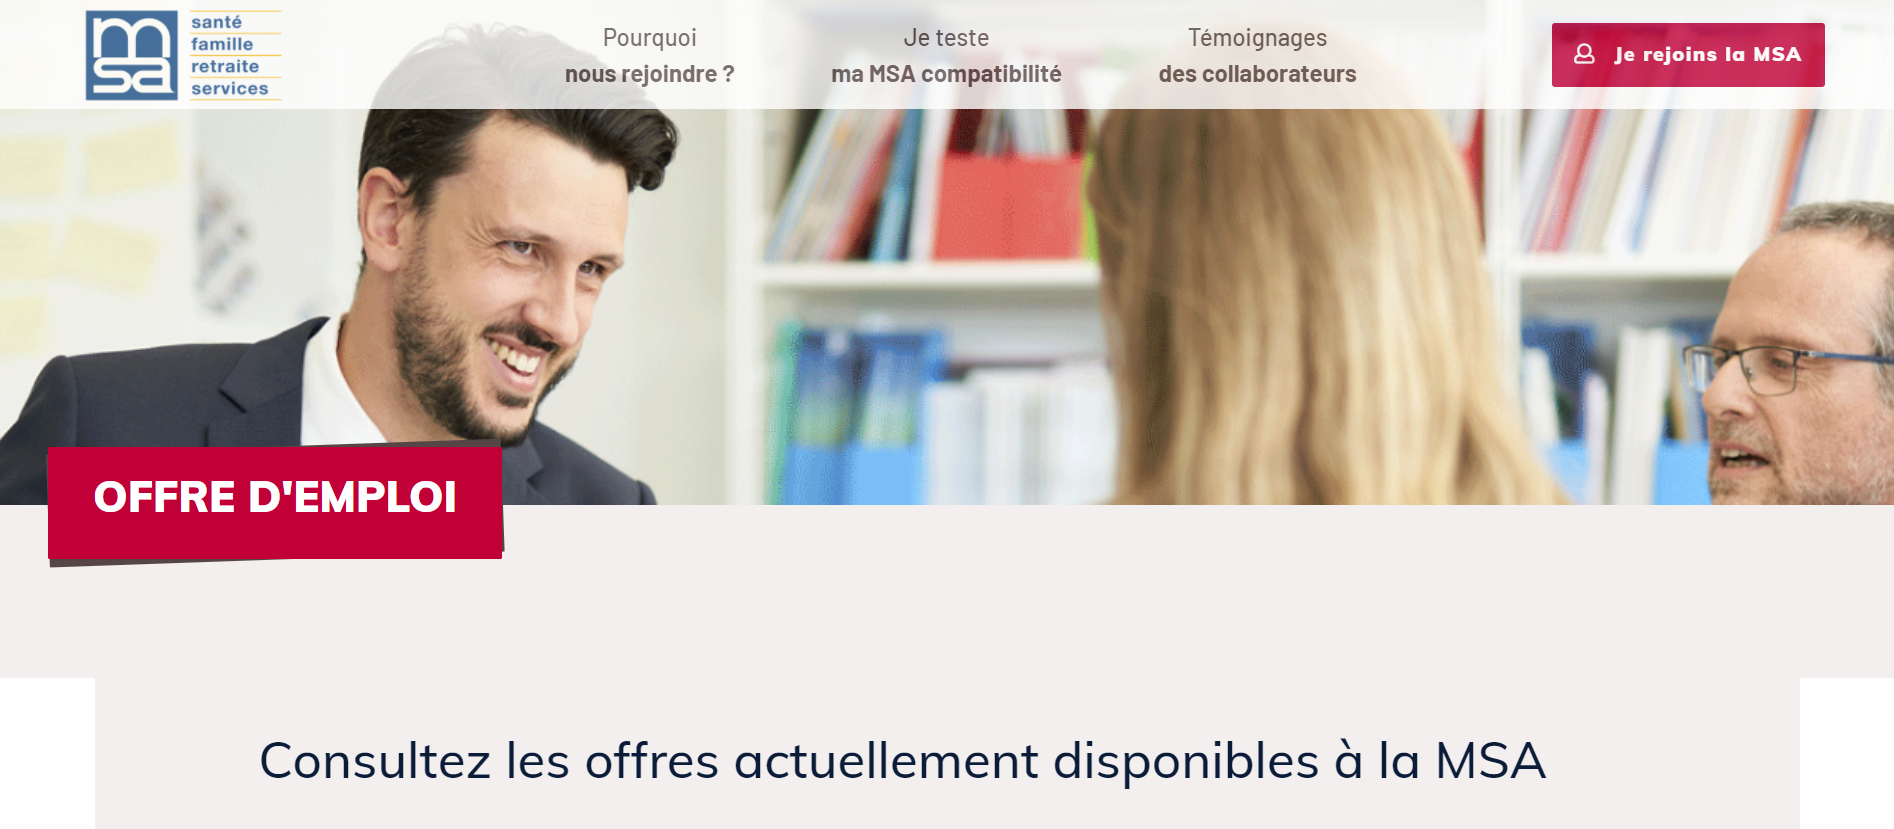 msa
santé
famille
retraite
services
Pourquoi
nous rejoindre ?
Je teste
ma MSA compatibilité
Témoignages
des collaborateurs
Je rejoins la MSA
OFFRE D'EMPLOI
Consultez les offres actuellement disponibles à la MSA